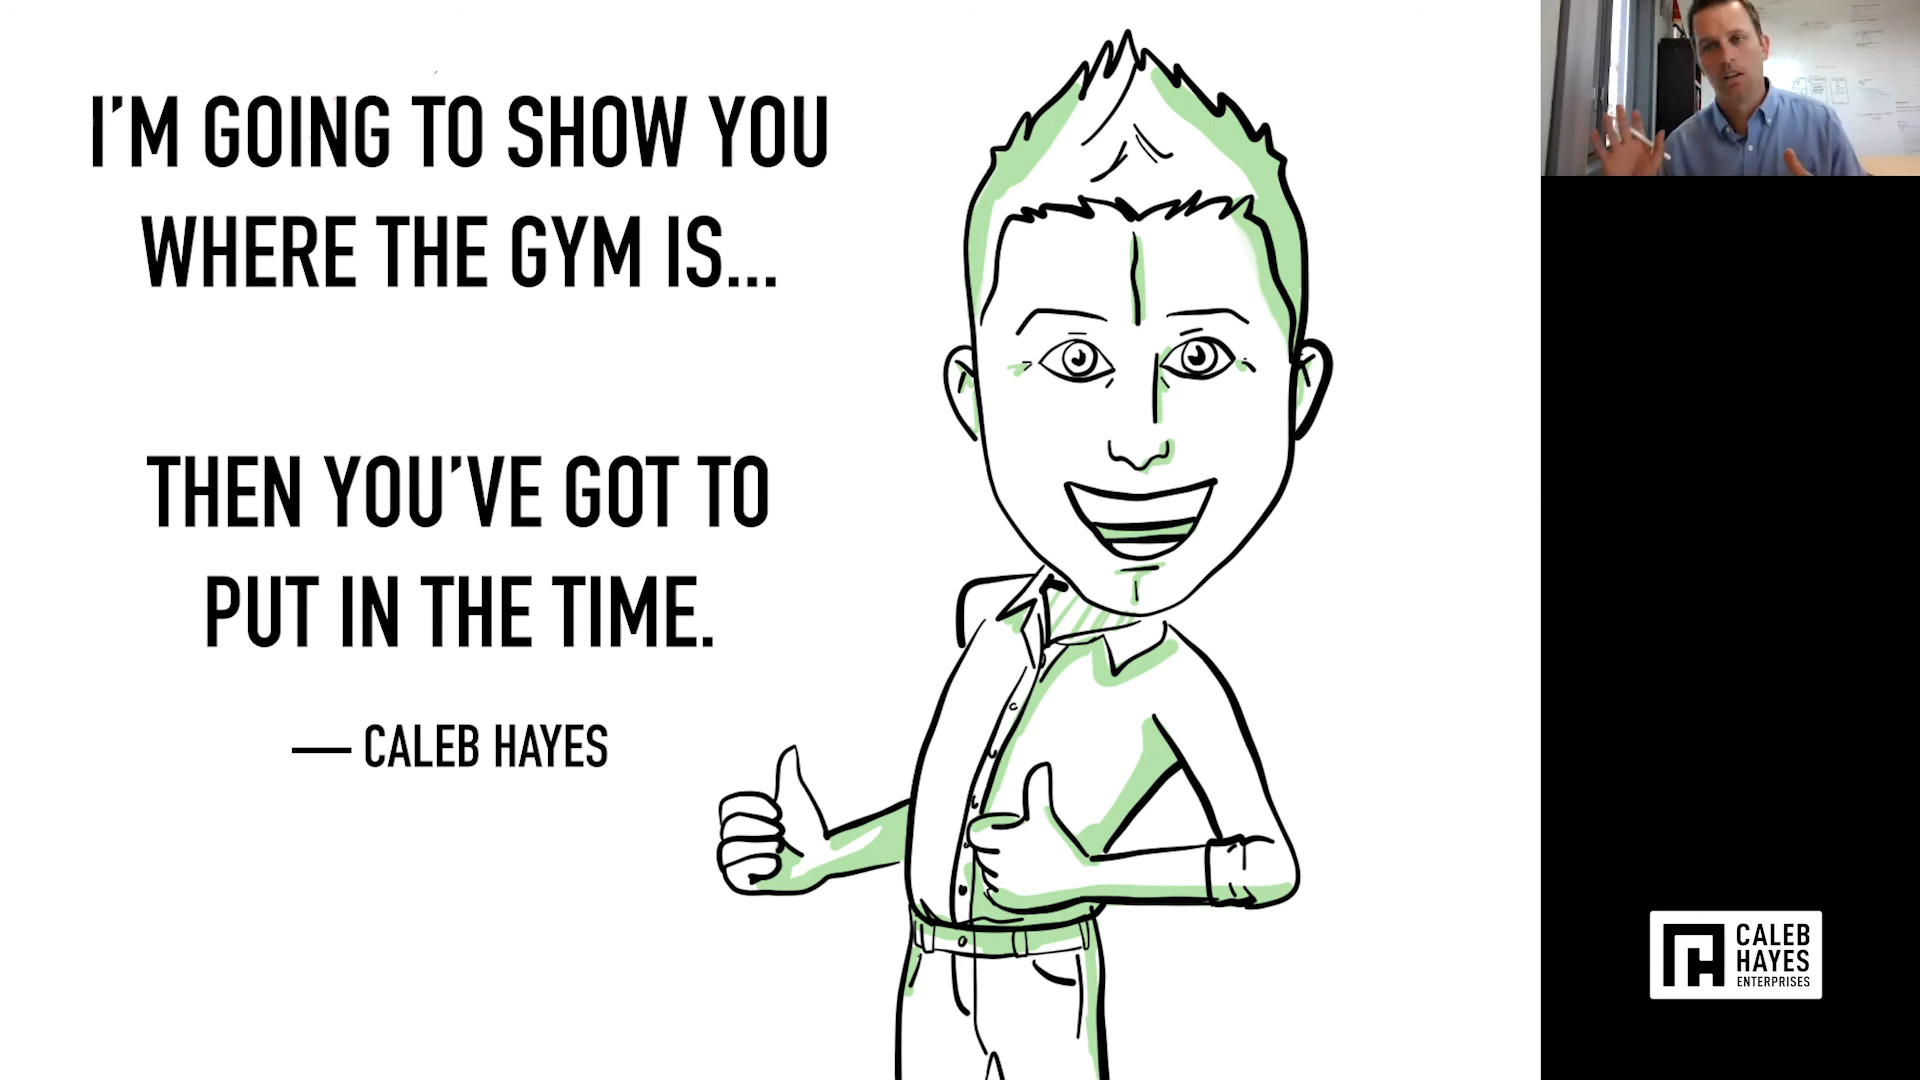 I'M GOING TO SHOW YOU
WHERE THE GYM IS...
THEN YOU'VE GOT TO
PUT IN THE TIME.
— CALEB HAYES
CALEB
HAYES
ENTERPRISES